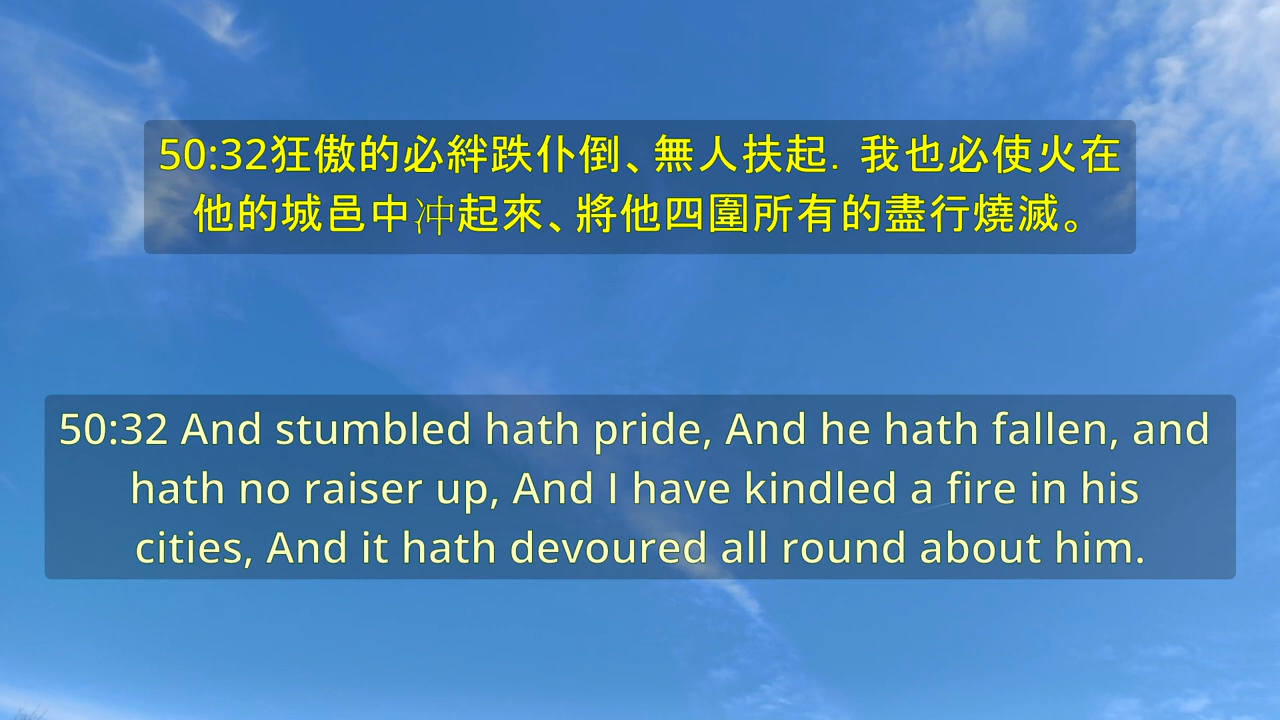 50:32狂傲的必絆跌仆倒、無人扶起．我也必使火在
他的城邑中冲起來、將他四圍所有的盡行燒滅。
50:32 And stumbled hath pride, And he hath fallen, and
hath no raiser up, And I have kindled a fire in his
cities, And it hath devoured all round about him.